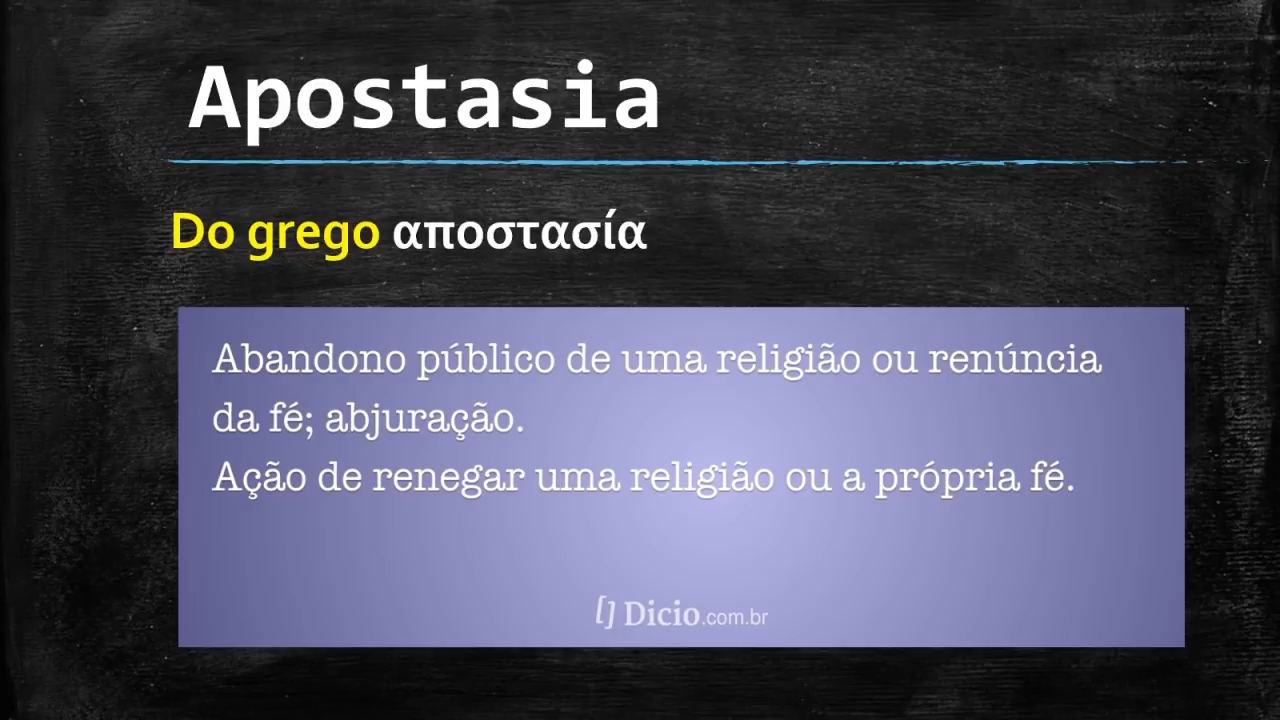 Apostasia
Do grego αποστασία
Abandono público de uma religião ou renúncia
da fé; abjuração.
Ação de renegar uma religião ou a própria fé.
[] Dicio.com.br